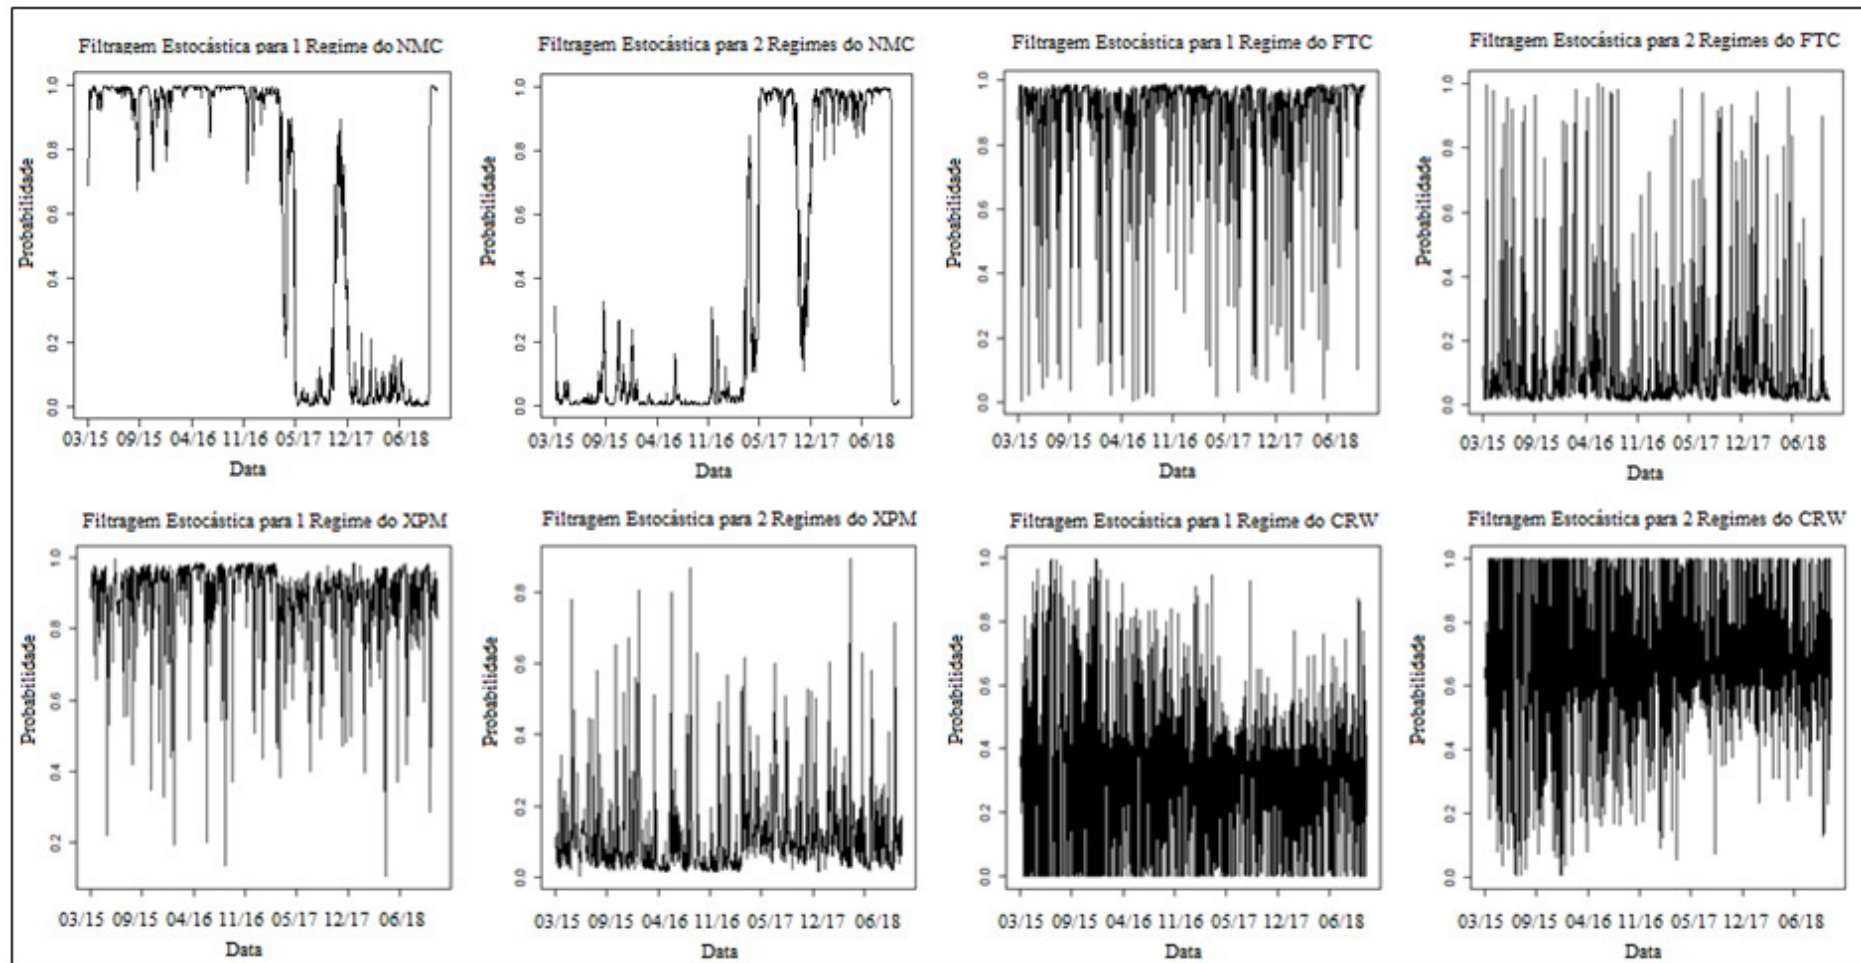 Filtragem Estocástica para 1 Regime do NMC
Probabilidade
1.0
0.8
0.6
0.4
0.2
0.0
03/15 09/15 04/16 11/16 05/17 12/17 06/18
Data
Filtragem Estocástica para 2 Regimes do NMC
Probabilidade
1.0
0.8
0.6
0.4
0.2
0.0
03/15 09/15 04/16 11/16 05/17 12/17 06/18
Data
Filtragem Estocástica para 1 Regime do FTC
Probabilidade
1.0
0.8
0.6
0.4
0.2
0.0
03/15 09/15 04/16 11/16 05/17 12/17 06/18
Data
Filtragem Estocástica para 2 Regimes do FTC
Probabilidade
1.0
0.8
0.6
0.4
0.2
0.0
03/15 09/15 04/16 11/16 05/17 12/17 06/18
Data
Filtragem Estocástica para 1 Regime do XPM
Probabilidade
1.0
0.8
0.6
0.4
0.2
03/15 09/15 04/16 11/16 05/17 12/17 06/18
Data
Filtragem Estocástica para 2 Regimes do XPM
Probabilidade
0.8
0.6
0.4
0.2
0.0
03/15 09/15 04/16 11/16 05/17 12/17 06/18
Data
Filtragem Estocástica para 1 Regime do CRW
Probabilidade
1.0
0.8
0.6
0.4
0.2
0.0
03/15 09/15 04/16 11/16 05/17 12/17 06/18
Data
Filtragem Estocástica para 2 Regimes do CRW
Probabilidade
1.0
0.8
0.6
0.4
0.2
0.0
03/15 09/15 04/16 11/16 05/17 12/17 06/18
Data